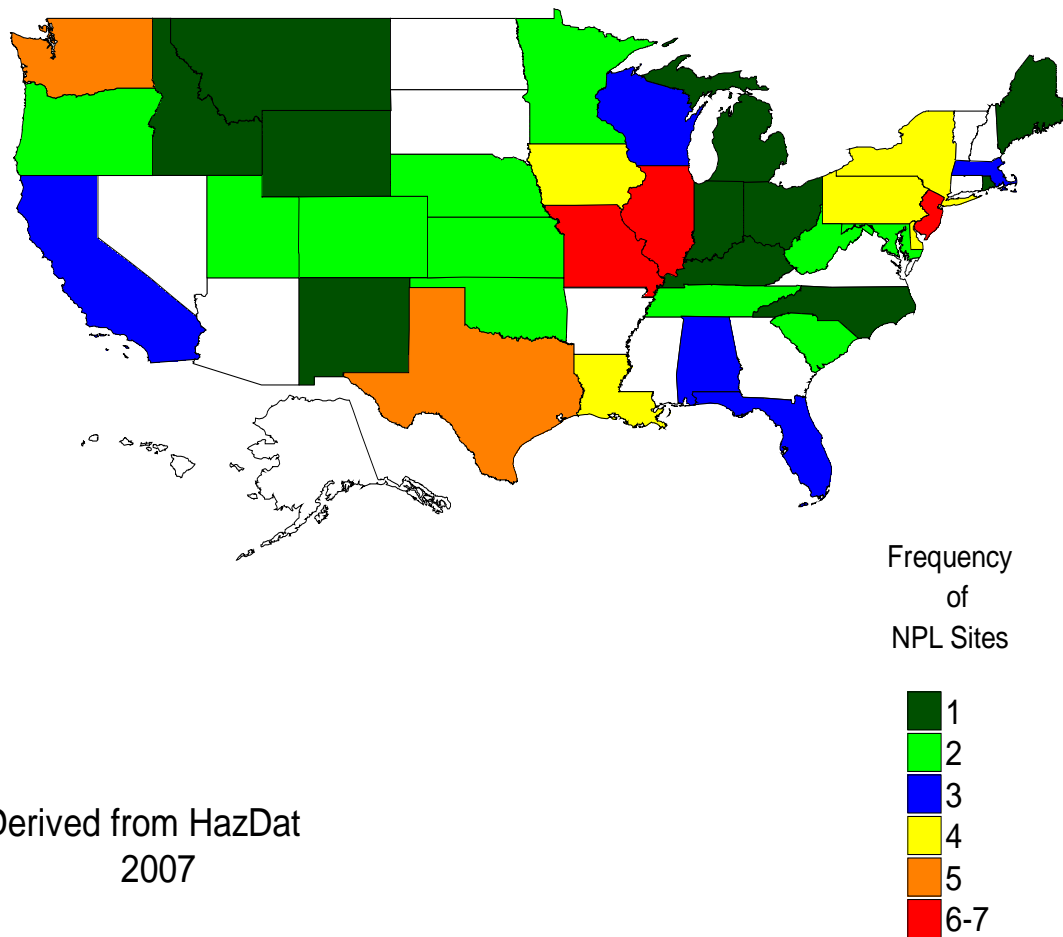 Frequency
of
NPL Sites
1
2
3
4
5
6-7
Derived from HazDat
2007